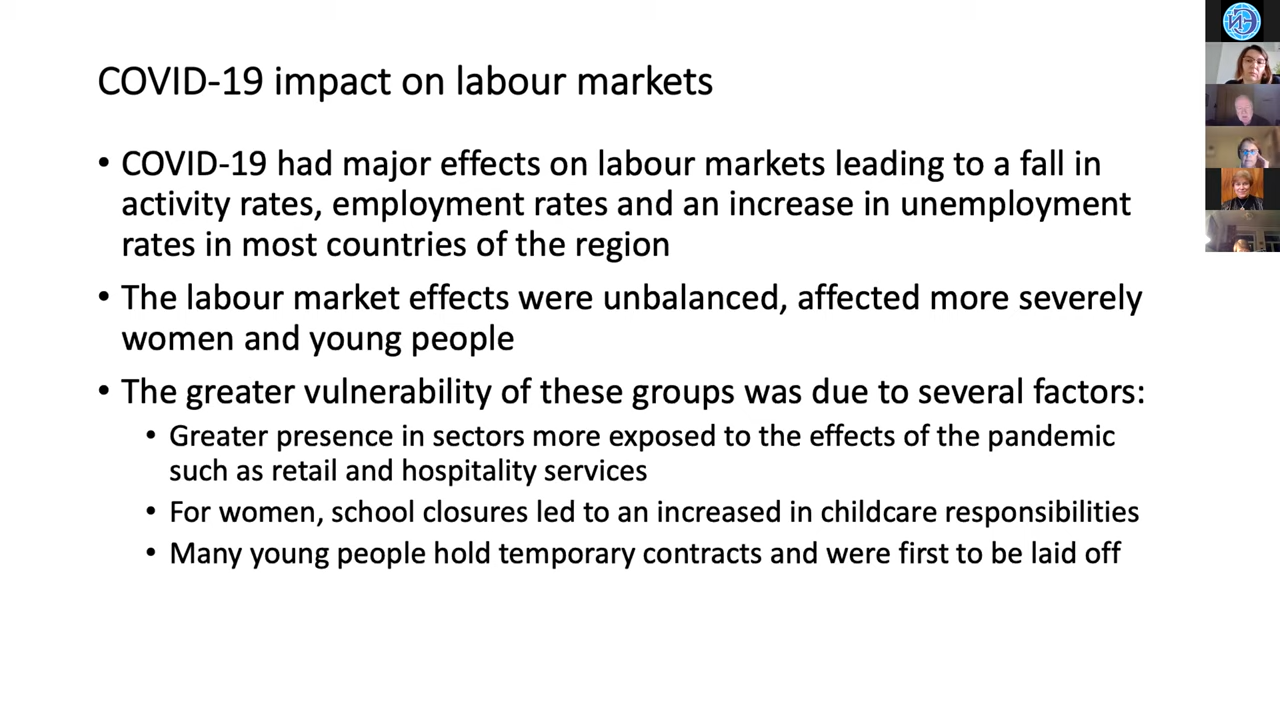 COVID-19 impact on labour markets
• COVID-19 had major effects on labour markets leading to a fall in
activity rates, employment rates and an increase in unemployment
rates in most countries of the region
• The labour market effects were unbalanced, affected more severely
women and young people
• The greater vulnerability of these groups was due to several factors:
• Greater presence in sectors more exposed to the effects of the pandemic
such as retail and hospitality services
• For women, school closures led to an increased in childcare responsibilities
• Many young people hold temporary contracts and were first to be laid off